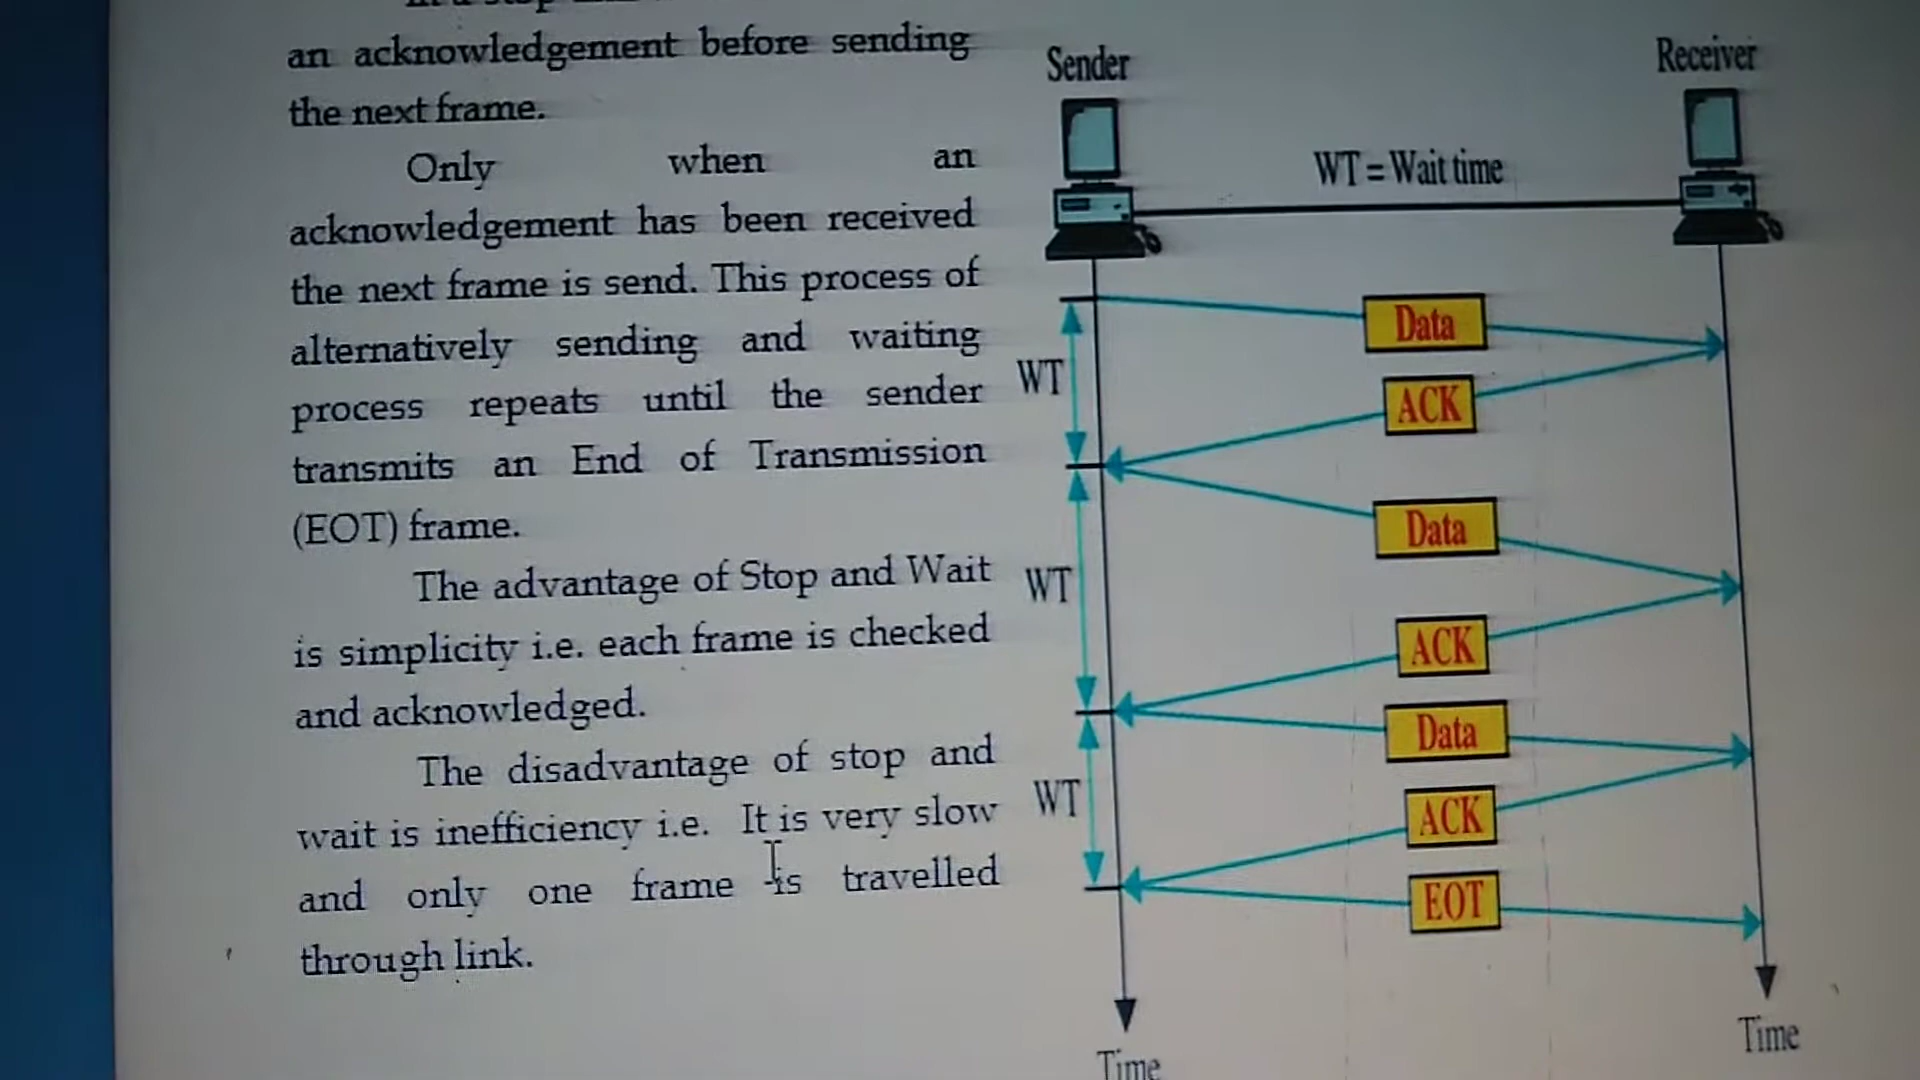 an acknowledgement before sending
the next frame.
Only when an
acknowledgement has been received
the next frame is send. This process of
alternatively sending and waiting
process repeats until the sender
transmits an End of Transmission
(EOT) frame.
The advantage of Stop and Wait
is simplicity i.e. each frame is checked
and acknowledged.
The disadvantage of stop and
wait is inefficiency i.e. It is very slow
and only one frame is travelled
through link.
Sender
Receiver
WT = Wait time
Data
WT
ACK
Data
WT
ACK
Data
WT
ACK
EOT
Time
Time